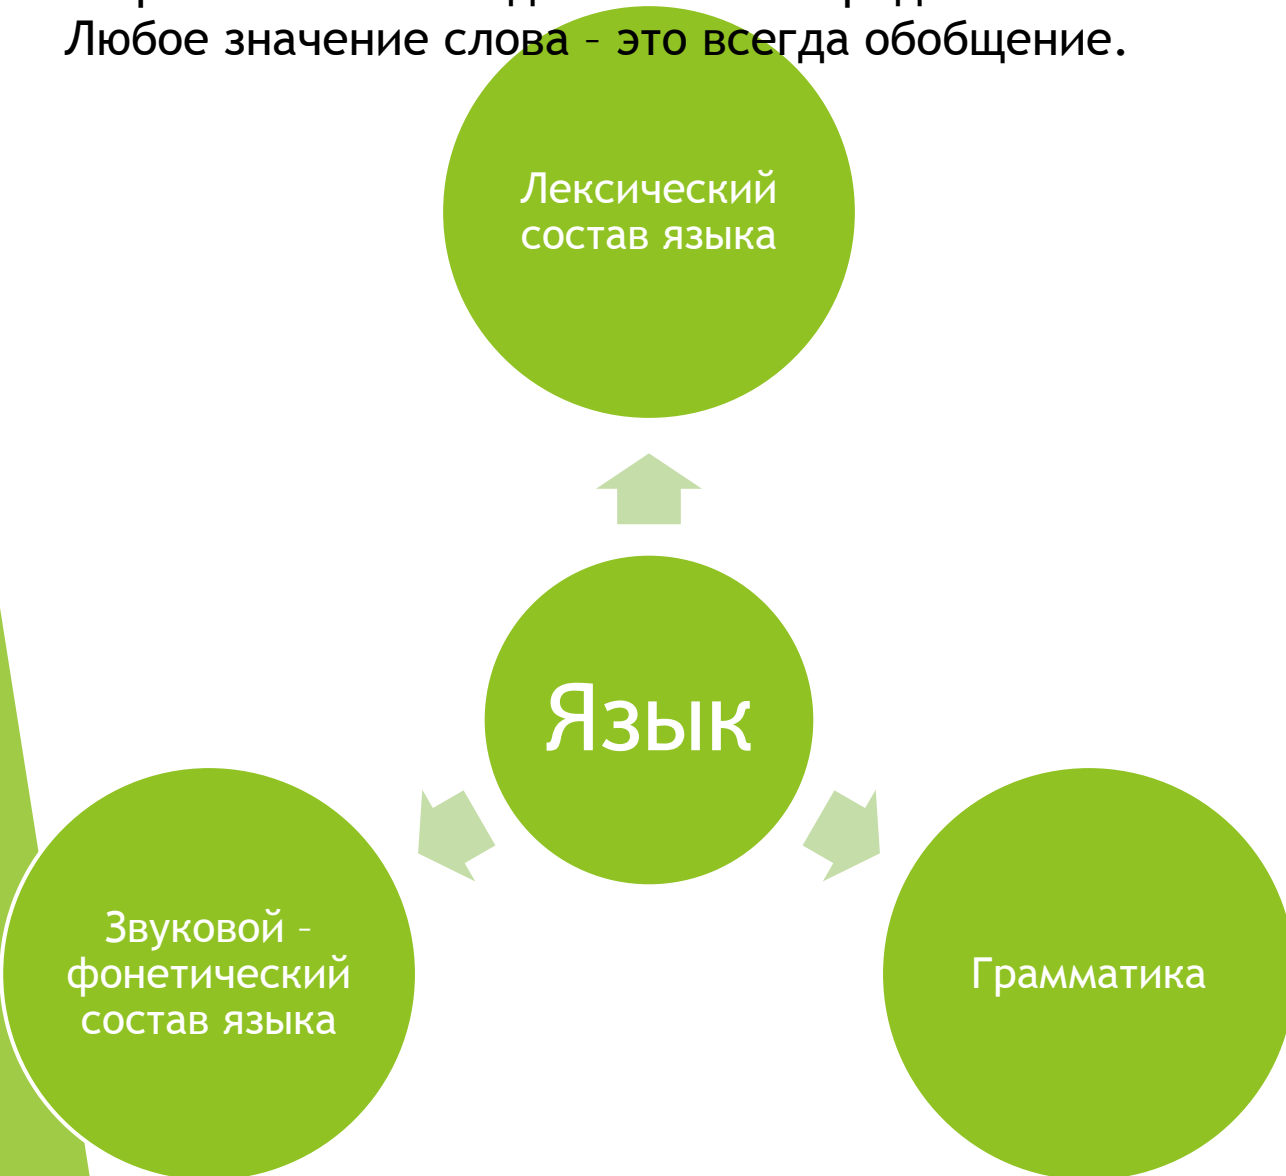 Любое значение слова – это всегда обобщение.
Лексический
состав языка
Язык
Звуковой –
фонетический
состав языка
Грамматика